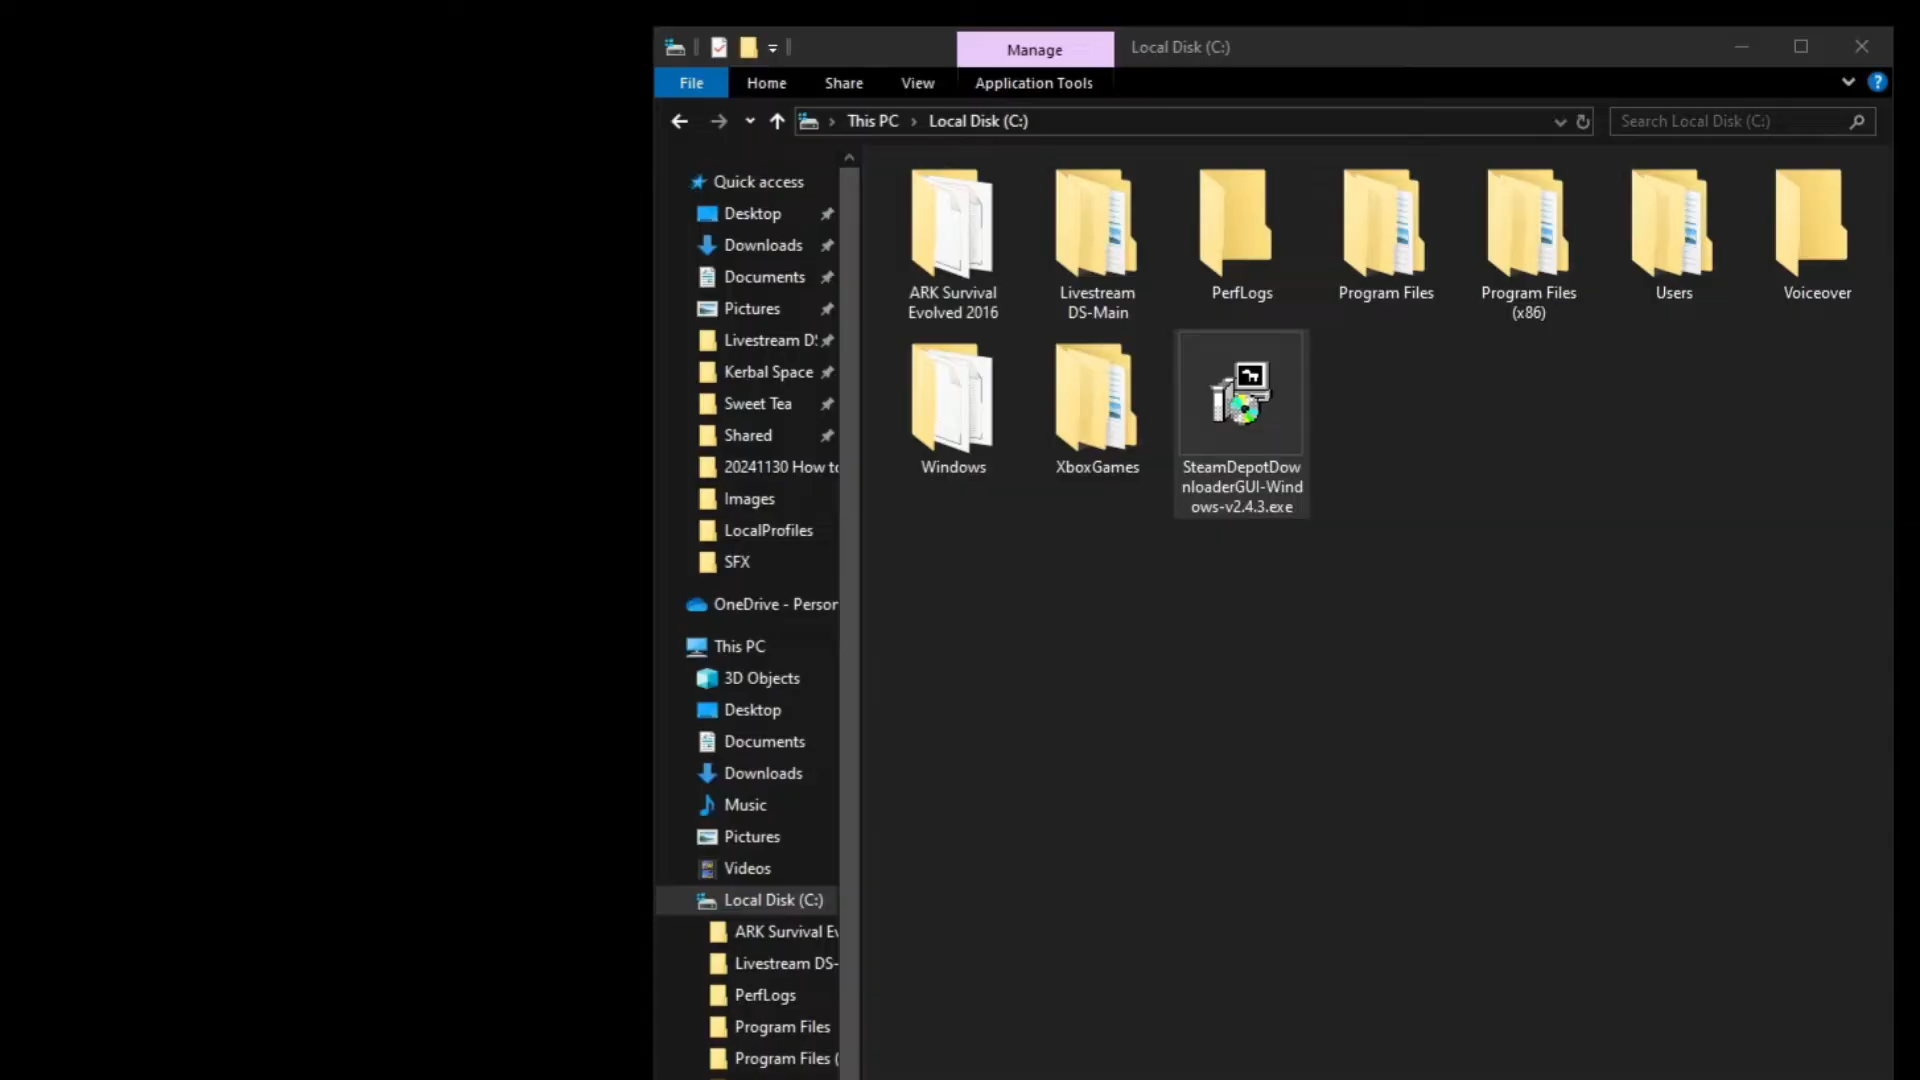 Manage
Local Disk (C:)
File
Home
Share
View
Application Tools
This PC
Local Disk (C:)
Search Local Disk (C:)
Quick access
Desktop
Downloads
Documents
Pictures
Livestream D
Kerbal Space
Sweet Tea
Shared
20241130 How to
Images
LocalProfiles
SFX
OneDrive - Person
This PC
3D Objects
Desktop
Documents
Downloads
Music
Pictures
Videos
Local Disk (C:)
ARK Survival Ev
Livestream DS-
PerfLogs
Program Files
Program Files (
ARK Survival
Evolved 2016
Livestream
DS-Main
PerfLogs
Program Files
Program Files
(x86)
Users
Voiceover
Windows
XboxGames
SteamDepotDow
nloaderGUI-Wind
ows-v2.4.3.exe